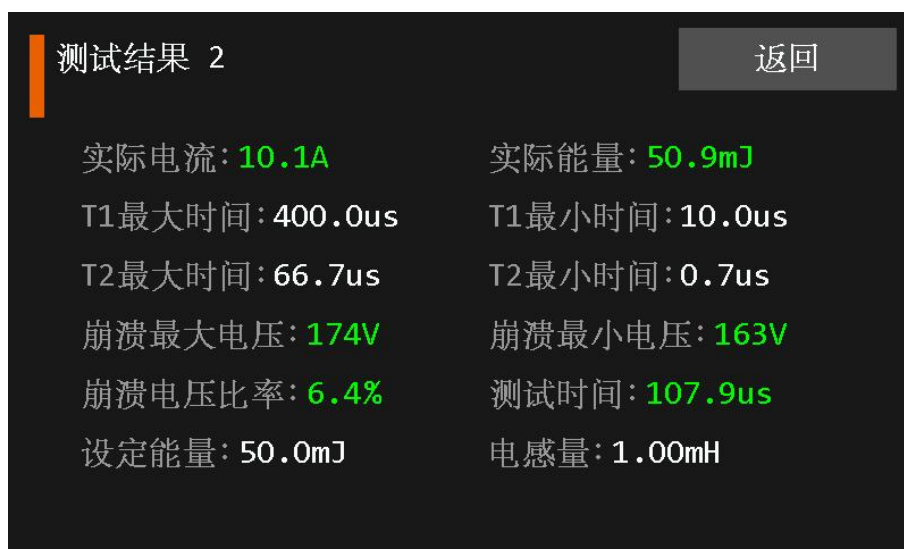 测试结果 2
返回
实际电流:10.1A 实际能量:50.9mJ
T1最大时间:400.0us T1最小时间:10.0us
T2最大时间:66.7us T2最小时间:0.7us
崩溃最大电压:174V 崩溃最小电压:163V
崩溃电压比率:6.4% 测试时间:107.9us
设定能量:50.0mJ 电感量:1.00mH